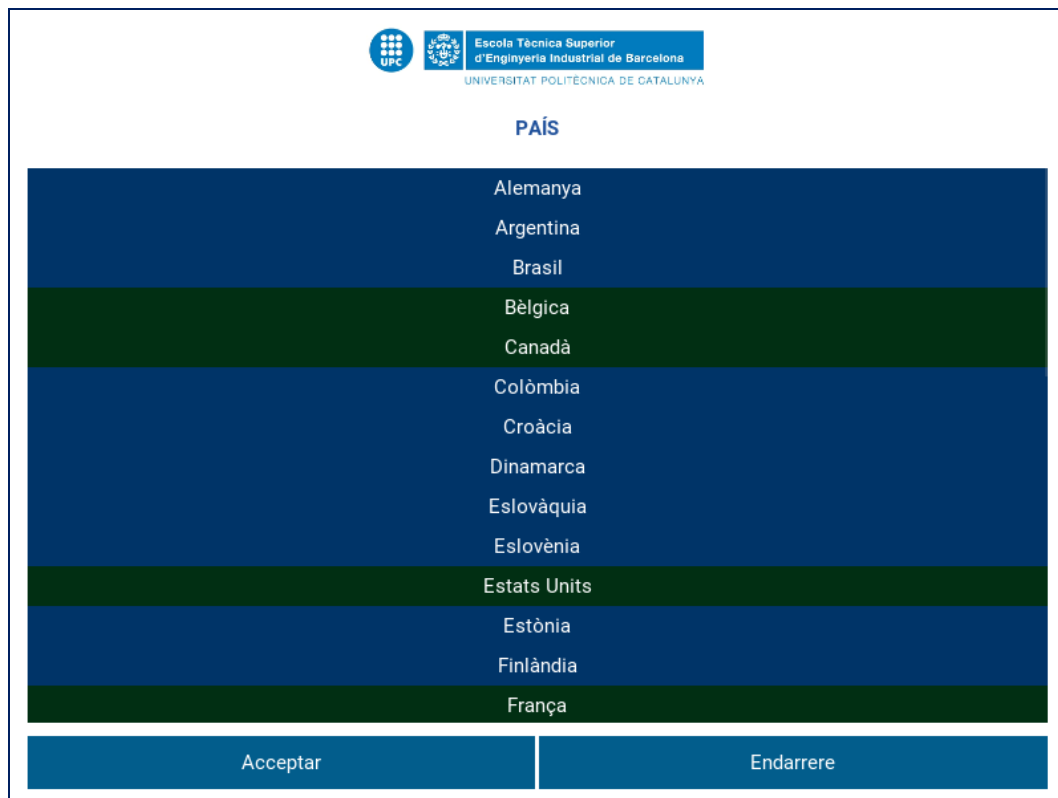 UPC
Escola Tècnica Superior
d'Enginyeria Industrial de Barcelona
UNIVERSITAT POLITÈCNICA DE CATALUNYA
PAÍS
Alemanya
Argentina
Brasil
Bèlgica
Canadà
Colòmbia
Croàcia
Dinamarca
Eslovàquia
Eslovènia
Estats Units
Estònia
Finlàndia
França
Acceptar
Endarrere